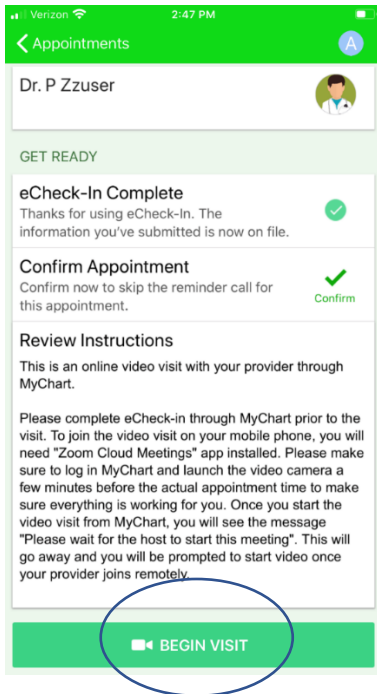 Verizon 2:47 PM
Appointments A
Dr. P Zzuser
GET READY
eCheck-In Complete
Thanks for using eCheck-In. The
information you've submitted is now on file.
Confirm Appointment
Confirm now to skip the reminder call for
this appointment.
Confirm
Review Instructions
This is an online video visit with your provider through
MyChart.
Please complete eCheck-in through MyChart prior to the
visit. To join the video visit on your mobile phone, you will
need "Zoom Cloud Meetings" app installed. Please make
sure to log in MyChart and launch the video camera a
few minutes before the actual appointment time to make
sure everything is working for you. Once you start the
video visit from MyChart, you will see the message
"Please wait for the host to start this meeting". This will
go away and you will be prompted to start video once
your provider joins remotely.
BEGIN VISIT